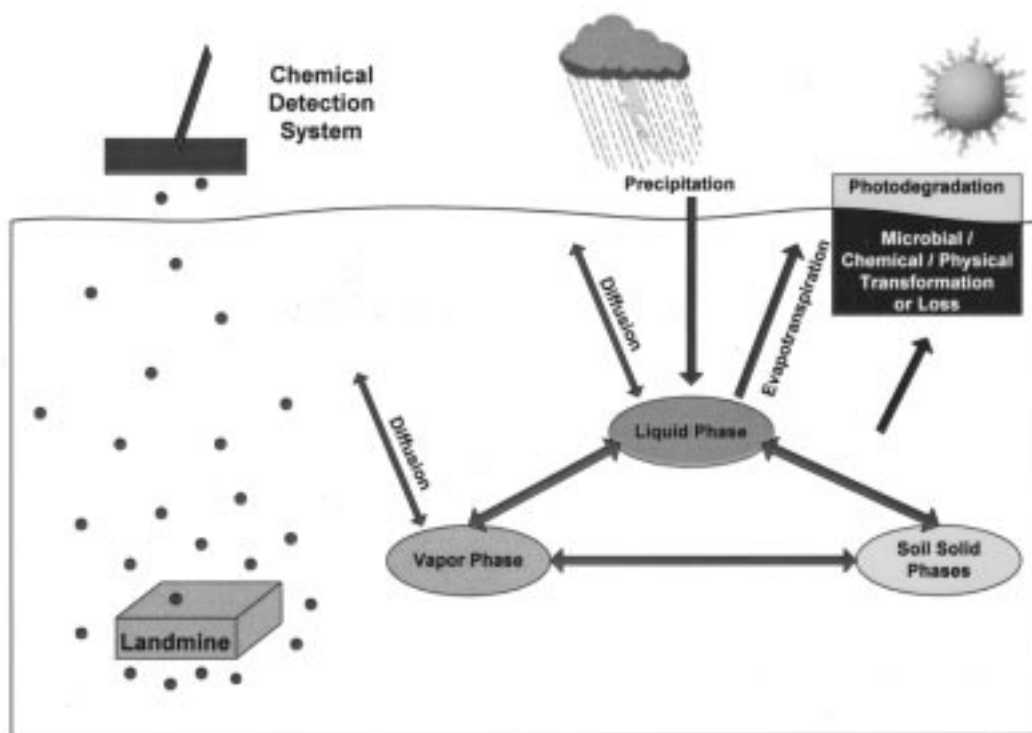 Chemical
Detection
System
Precipitation
Photodegradation
Microbial /
Chemical / Physical
Transformation
or Loss
Diffusion
Evapotranspiration
Diffusion
Liquid Phase
Vapor Phase
Soil Solid
Phases
Landmine